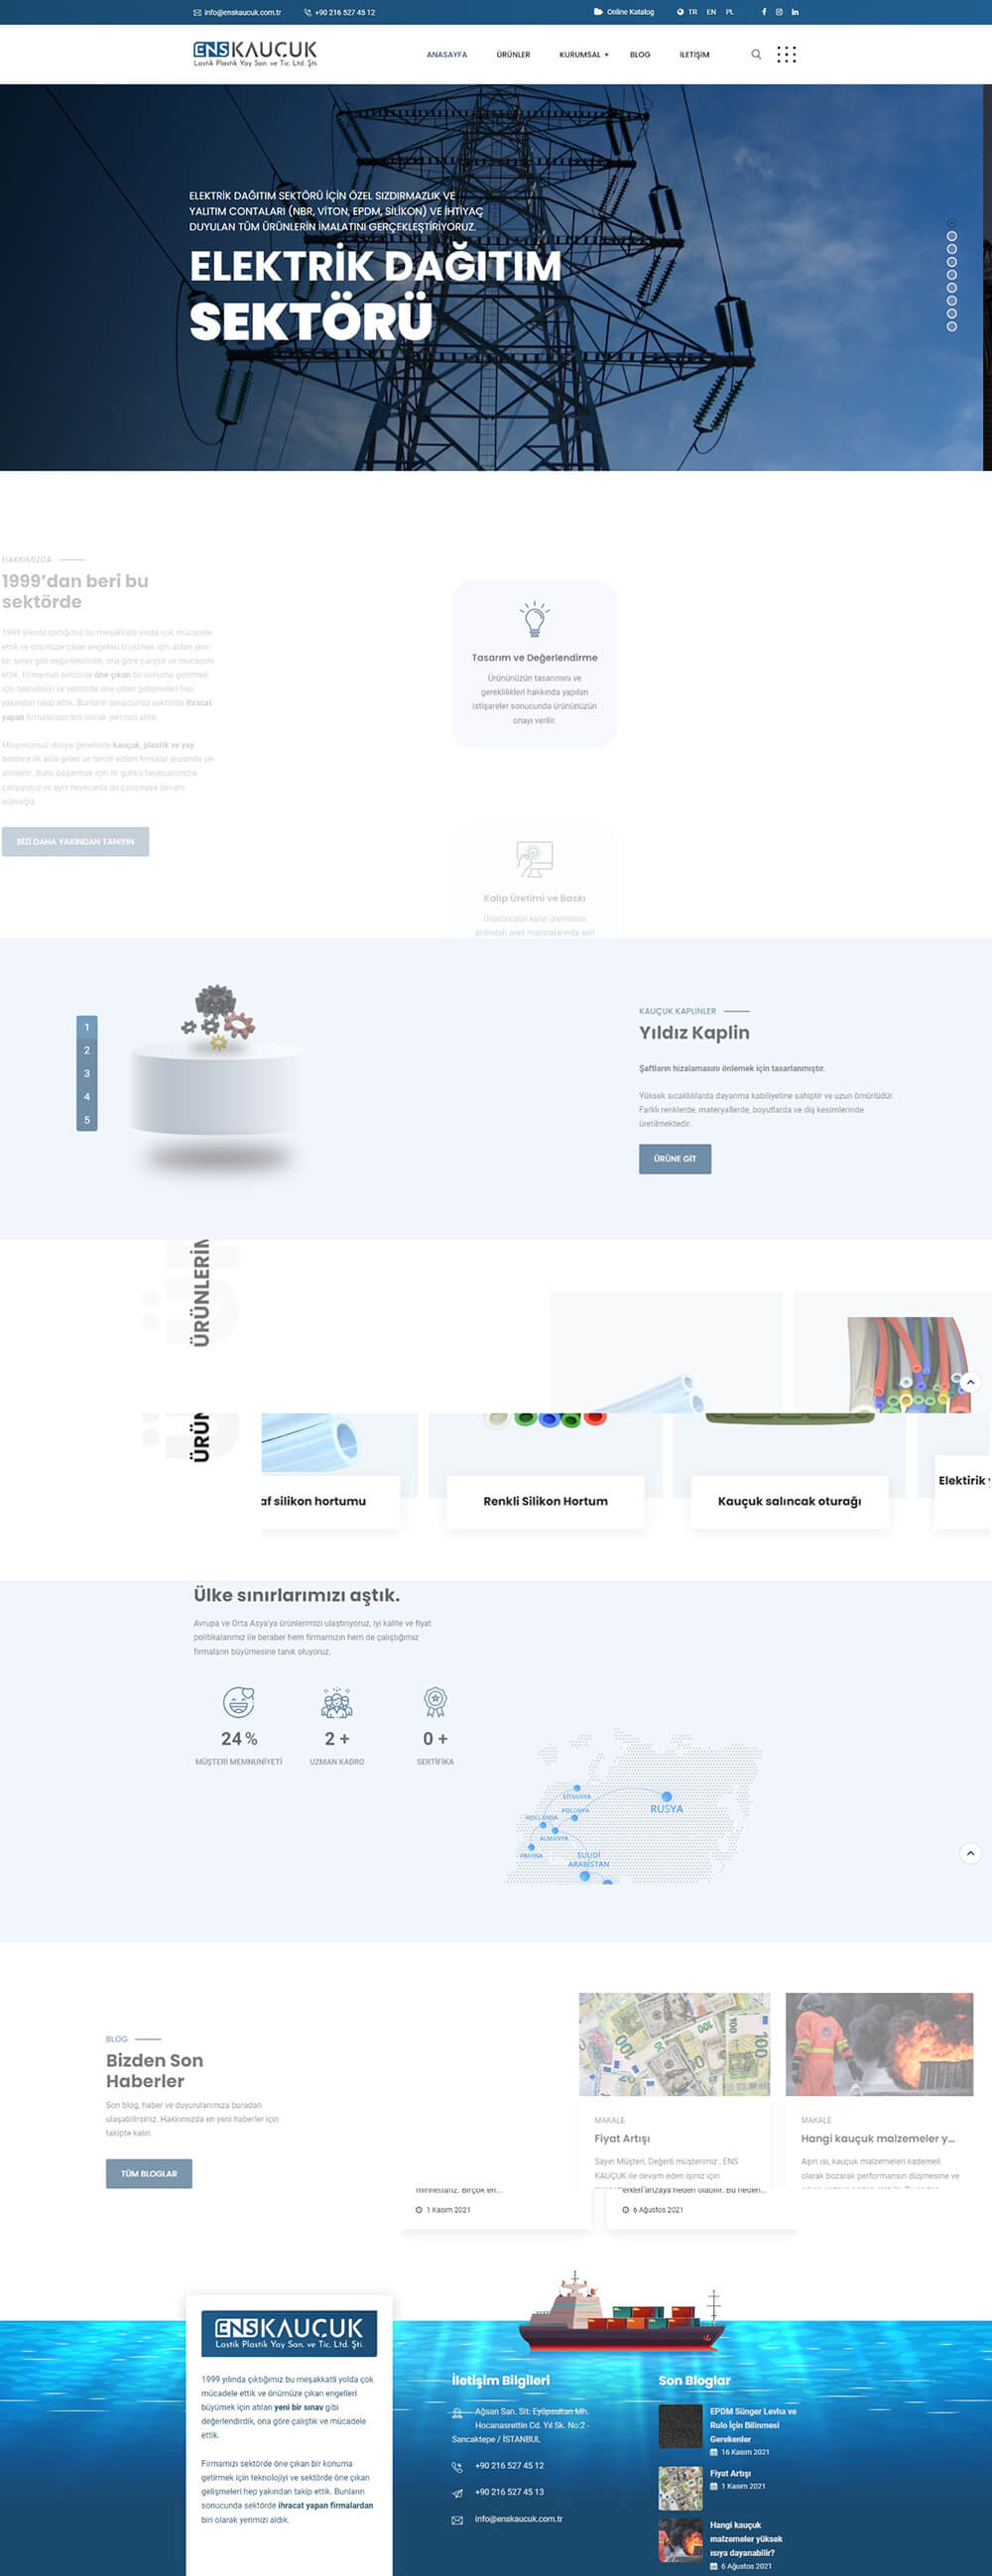 info@enskaucuk.com.tr
+90 216 527 45 12
Online Katalog
TR EN PL
ENSKAUÇUK
Lastik Plastik Yay San. ve Tic. Ltd. Şti.
ANASAYFA
ÜRÜNLER
KURUMSAL +
BLOG
İLETİŞİM
ELEKTRİK DAĞITIM SEKTÖRÜ İÇİN ÖZEL SIZDIRMAZLIK VE
YALITIM CONTALARI (NBR, VİTON, EPDM, SİLİKON) VE İHTİYAÇ
DUYULAN TÜM ÜRÜNLERİN İMALATINI GERÇEKLEŞTİRİYORUZ.
ELEKTRİK DAĞITIM
SEKTÖRÜ
HAKKIMIZDA
1999’dan beri bu
sektörde
1999 yılında çıktığımız bu meşakkatli yolda çok mücadele
ettik ve önümüze çıkan engelleri büyümek için atılan yeni
bir sınav gibi değerlendirdik, ona göre çalıştık ve mücadele
ettik. Firmamızı sektörde öne çıkan bir konuma getirmek
için teknolojiyi ve sektörde öne çıkan gelişmeleri hep
yakından takip ettik. Bunların sonucunda sektörde ihracat
yapan firmalardan biri olarak yerimizi aldık.
Misyonumuz dünya genelinde kauçuk, plastik ve yay
denince ilk akla gelen ve tercih edilen firmalar arasında yer
almaktır. Bunu başarmak için ilk günkü heyecanımızla
çalışıyoruz ve aynı heyecanla da çalışmaya devam
edeceğiz.
BİZİ DAHA YAKINDAN TANIYIN
Tasarım ve Değerlendirme
Ürününüzün tasarımını ve
gereklilikleri hakkında yapılan
istişareler sonucunda ürününüzün
onayı verilir.
Kalıp Üretimi ve Baskı
Ürününüzün kalıp üretiminin
ardından pres makinalarında seri
1
2
3
4
5
KAUÇUK KAPLİNLER
Yıldız Kaplin
Şaftların hizalamasını önlemek için tasarlanmıştır.
Yüksek sıcaklıklarda dayanma kabiliyetine sahiptir ve uzun ömürlüdür.
Farklı renklerde, materyallerde, boyutlarda ve diş kesimlerinde
üretilmektedir.
ÜRÜNE GİT
ÜRÜNLERİM
ÜRÜN
af silikon hortumu
Renkli Silikon Hortum
Kauçuk salıncak oturağı
Elektirik
Ülke sınırlarımızı aştık.
Avrupa ve Orta Asya'ya ürünlerimizi ulaştırıyoruz, iyi kalite ve fiyat
politikalarımız ile beraber hem firmamızın hem de çalıştığımız
firmaların büyümesine tanık oluyoruz.
24 %
MÜŞTERİ MEMNUNİYETİ
2 +
UZMAN KADRO
0 +
SERTİFİKA
LİTVANYA
POLONYA
HOLLANDA
ALMANYA
FRANSA
RUSYA
SUUDİ
ARABİSTAN
BLOG
Bizden Son
Haberler
Son blog, haber ve duyurularımıza buradan
ulaşabilirsiniz. Hakkımızda en yeni haberler için
takipte kalın.
TÜM BLOGLAR
MAKALE
Fiyat Artışı
Sayın Müşteri, Değerli müşterimiz , ENS
KAUÇUK ile devam eden işiniz için
MAKALE
Hangi kauçuk malzemeler y...
Aşırı ısı, kauçuk malzemeleri kademeli
olarak bozarak performansın düşmesine ve
minnettarız. Birçok en...
1 Kasım 2021
erken arızaya neden olabilir. Bu neden...
6 Ağustos 2021
ENSKAUÇUK
Lastik Plastik Yay San. ve Tic. Ltd. Şti.
1999 yılında çıktığımız bu meşakkatli yolda çok
mücadele ettik ve önümüze çıkan engelleri
büyümek için atılan yeni bir sınav gibi
değerlendirdik, ona göre çalıştık ve mücadele
ettik.
Firmamızı sektörde öne çıkan bir konuma
getirmek için teknolojiyi ve sektörde öne çıkan
gelişmeleri hep yakından takip ettik. Bunların
sonucunda sektörde ihracat yapan firmalardan
biri olarak yerimizi aldık.
İletişim Bilgileri
Ağsan San. Sit. Eyüpsultan Mh.
Hocanasrettin Cd. Yıl Sk. No:2 -
Sancaktepe / İSTANBUL
+90 216 527 45 12
+90 216 527 45 13
info@enskaucuk.com.tr
Son Bloglar
EPDM Sünger Levha ve
Rulo İçin Bilinmesi
Gerekenler
16 Kasım 2021
Fiyat Artışı
1 Kasım 2021
Hangi kauçuk
malzemeler yüksek
ısıya dayanabilir?
6 Ağustos 2021